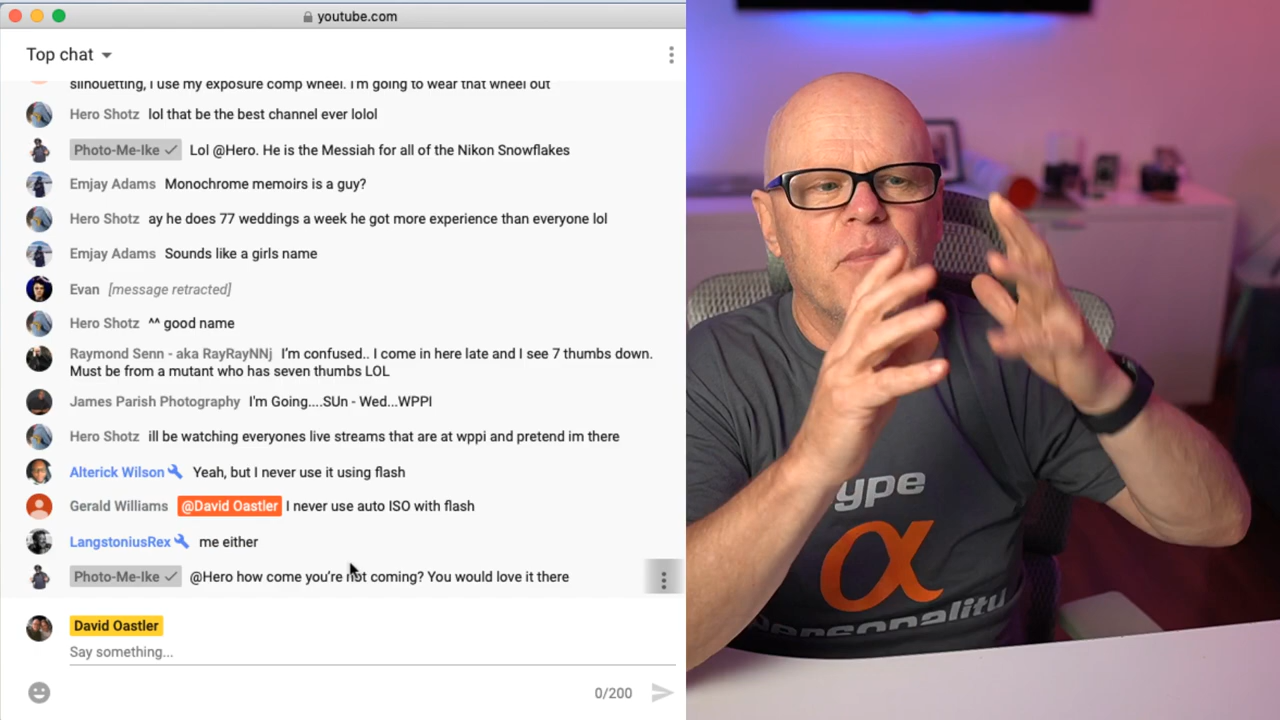 youtube.com
Top chat
silhouetting, I use my exposure comp wheel. I'm going to wear that wheel out
Hero Shotz lol that be the best channel ever lolol
Photo-Me-Ike Lol @Hero. He is the Messiah for all of the Nikon Snowflakes
Emjay Adams Monochrome memoirs is a guy?
Hero Shotz ay he does 77 weddings a week he got more experience than everyone lol
Emjay Adams Sounds like a girls name
Evan [message retracted]
Hero Shotz ^^ good name
Raymond Senn - aka RayRayNNj I'm confused.. I come in here late and I see 7 thumbs down.
Must be from a mutant who has seven thumbs LOL
James Parish Photography I'm Going....SUn - Wed...WPPI
Hero Shotz ill be watching everyones live streams that are at wppi and pretend im there
Alterick Wilson Yeah, but I never use it using flash
Gerald Williams @David Oastler I never use auto ISO with flash
LangstoniusRex me either
Photo-Me-Ike @Hero how come you're not coming? You would love it there
David Oastler
Say something...
0/200
ype
α
personality